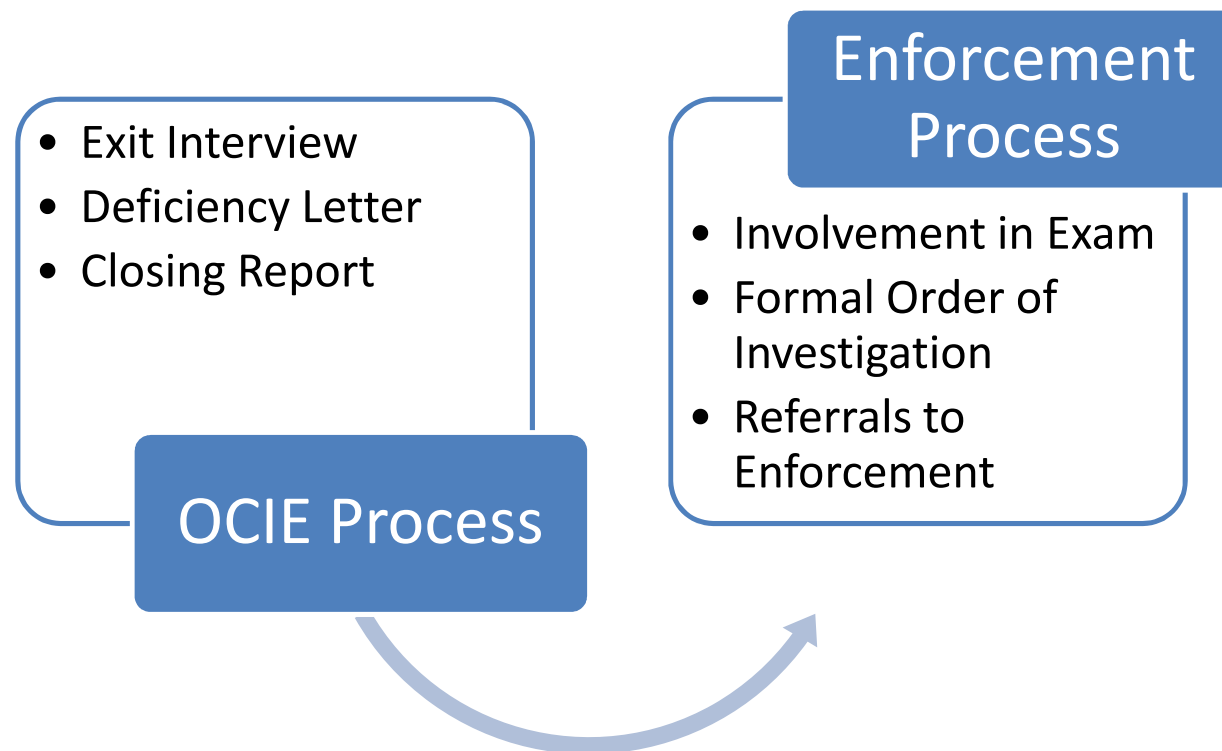 • Exit Interview
• Deficiency Letter
• Closing Report
OCIE Process
Enforcement
Process
• Involvement in Exam
• Formal Order of
Investigation
• Referrals to
Enforcement